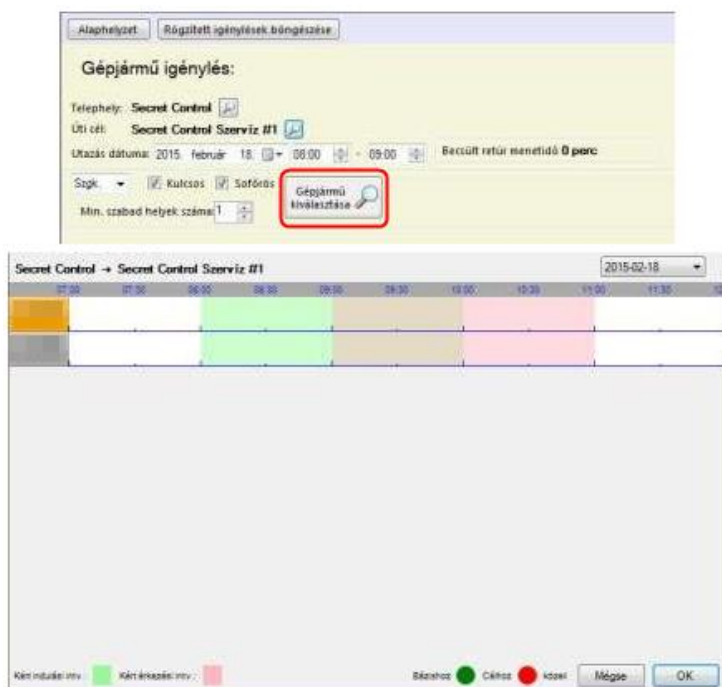 Alaphelyzet Rögzített igénylések böngészése
Gépjármű igénylés:
Telephely: Secret Control
Úti cél: Secret Control Szervíz #1
Utazás dátuma: 2015. február 18. 08:00 - 09:00 Becsült retúr menetidő 0 perc
Szgk. Kulcsos Sofőrös Gépjármű kiválasztása
Min. szabad helyek száma: 1
Secret Control → Secret Control Szervíz #1 2015-02-18
07:00 07:30 08:00 08:30 09:00 09:30 10:00 10:30 11:00 11:30
Kért indulási intv.: Kért érkezési intv.: Bázishoz Célhoz közel Mégse OK